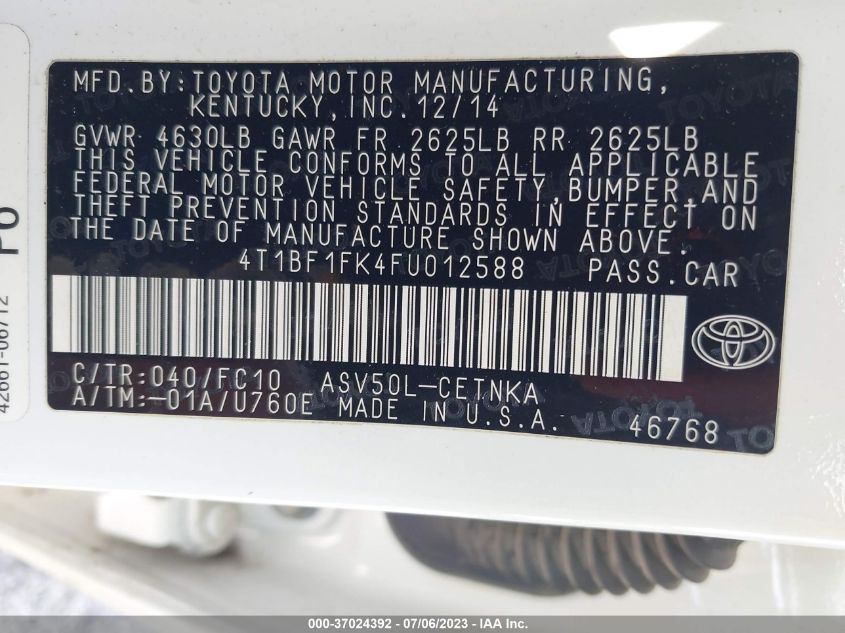 MFD.BY:TOYOTA MOTOR MANUFACTURING,
KENTUCKY,INC.12/14
GVWR 4630LB GAWR FR 2625LB RR 2625LB
THIS VEHICLE CONFORMS TO ALL APPLICABLE
FEDERAL MOTOR VEHICLE SAFETY,BUMPER,AND
THEFT PREVENTION STANDARDS IN EFFECT ON
THE DATE OF MANUFACTURE SHOWN ABOVE.
4T1BF1FK4FU012588 PASS.CAR
C/TR:040/FC10 ASV50L-CETNKA
A/TM:-01A/U760E MADE IN U.S.A. 46768
42661-06712
000-37024392 - 07/06/2023 - IAA Inc.